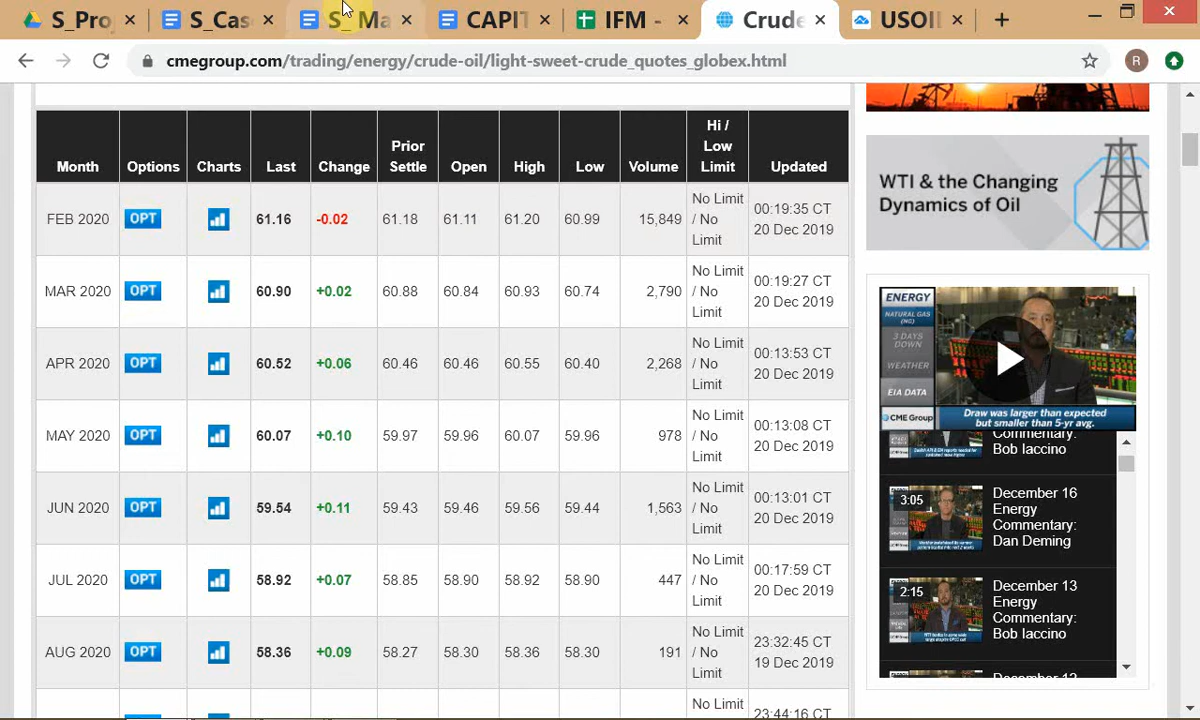 S_Proj
S_Cas
S_Ma
CAPIT
IFM -
Crude
USOIL
cmegroup.com/trading/energy/crude-oil/light-sweet-crude_quotes_globex.html
R
Month Options Charts Last Change Prior Settle Open High Low Volume Hi / Low Limit Updated
FEB 2020 OPT 61.16 -0.02 61.18 61.11 61.20 60.99 15,849 No Limit / No Limit 00:19:35 CT 20 Dec 2019
MAR 2020 OPT 60.90 +0.02 60.88 60.84 60.93 60.74 2,790 No Limit / No Limit 00:19:27 CT 20 Dec 2019
APR 2020 OPT 60.52 +0.06 60.46 60.46 60.55 60.40 2,268 No Limit / No Limit 00:13:53 CT 20 Dec 2019
MAY 2020 OPT 60.07 +0.10 59.97 59.96 60.07 59.96 978 No Limit / No Limit 00:13:08 CT 20 Dec 2019
JUN 2020 OPT 59.54 +0.11 59.43 59.46 59.56 59.44 1,563 No Limit / No Limit 00:13:01 CT 20 Dec 2019
JUL 2020 OPT 58.92 +0.07 58.85 58.90 58.92 58.90 447 No Limit / No Limit 00:17:59 CT 20 Dec 2019
AUG 2020 OPT 58.36 +0.09 58.27 58.30 58.36 58.30 191 No Limit / No Limit 23:32:45 CT 19 Dec 2019
No Limit 23:44:16 CT
WTI & the Changing
Dynamics of Oil
ENERGY
NATURAL GAS
(NG)
3 DAYS
DOWN
WEATHER
EIA DATA
CME Group
Draw was larger than expected
but smaller than 5-yr avg.
Commentary:
Bob Iaccino
3:05
December 16
Energy
Commentary:
Dan Deming
2:15
December 13
Energy
Commentary:
Bob Iaccino
December 12